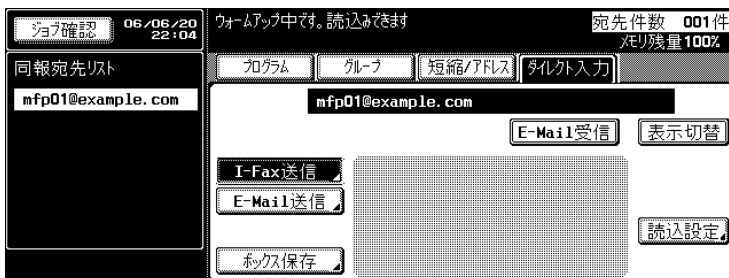 ジョブ確認
06/06/20
22:04
ウォームアップ中です。読込みできます
宛先件数 001件
メモリ残量100%
同報宛先リスト
プログラム グループ 短縮/アドレス ダイレクト入力
mfp01@example.com
mfp01@example.com
E-Mail受信 表示切替
I-Fax送信
E-Mail送信
読込設定
ボックス保存